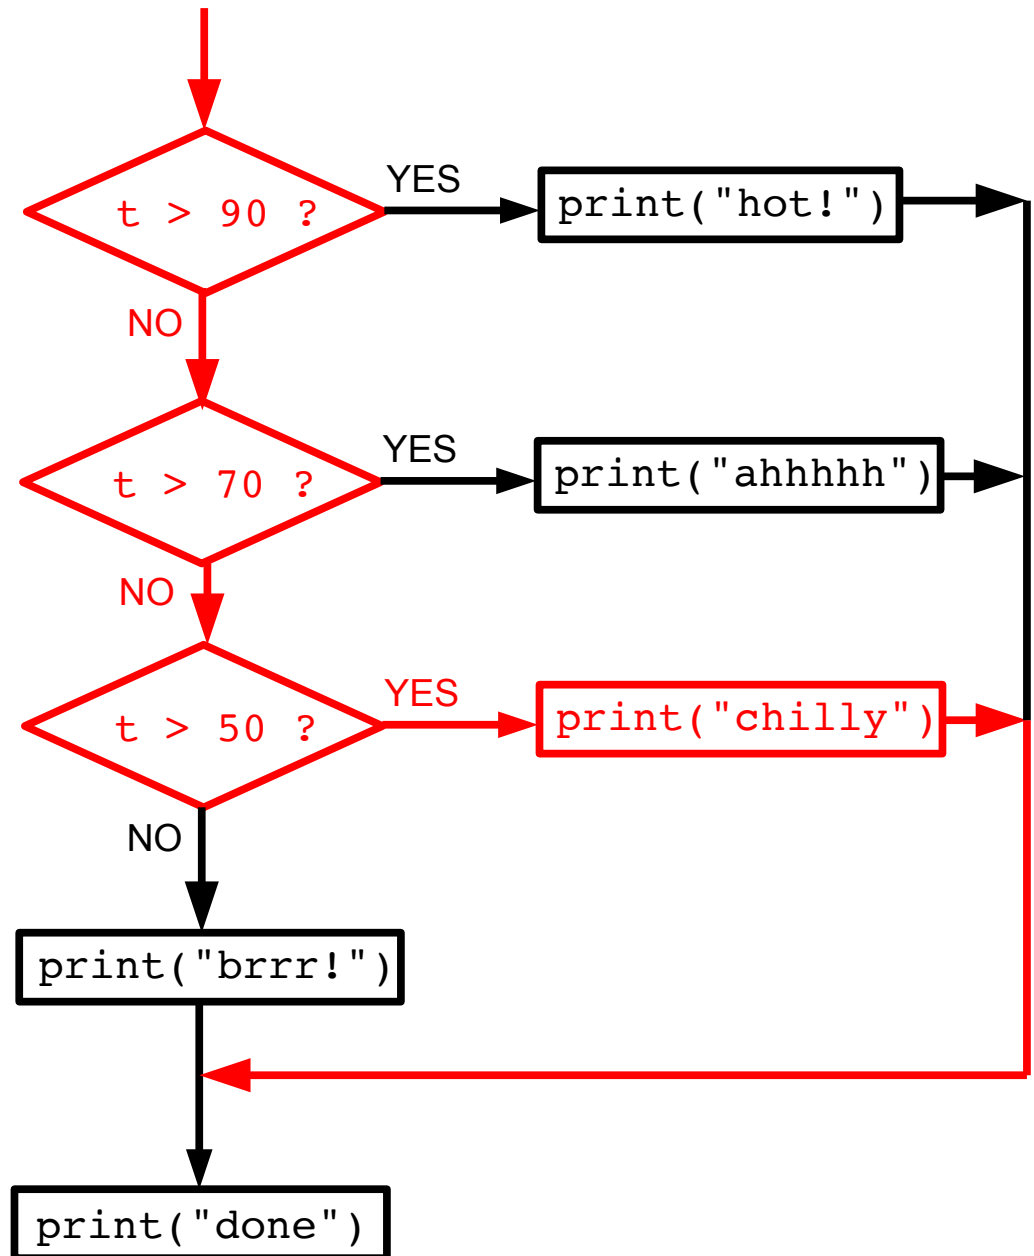 YES
t > 90 ?
print("hot!")
NO
YES
t > 70 ?
print("ahhhhh")
NO
YES
t > 50 ?
print("chilly")
NO
print("brrr!")
print("done")